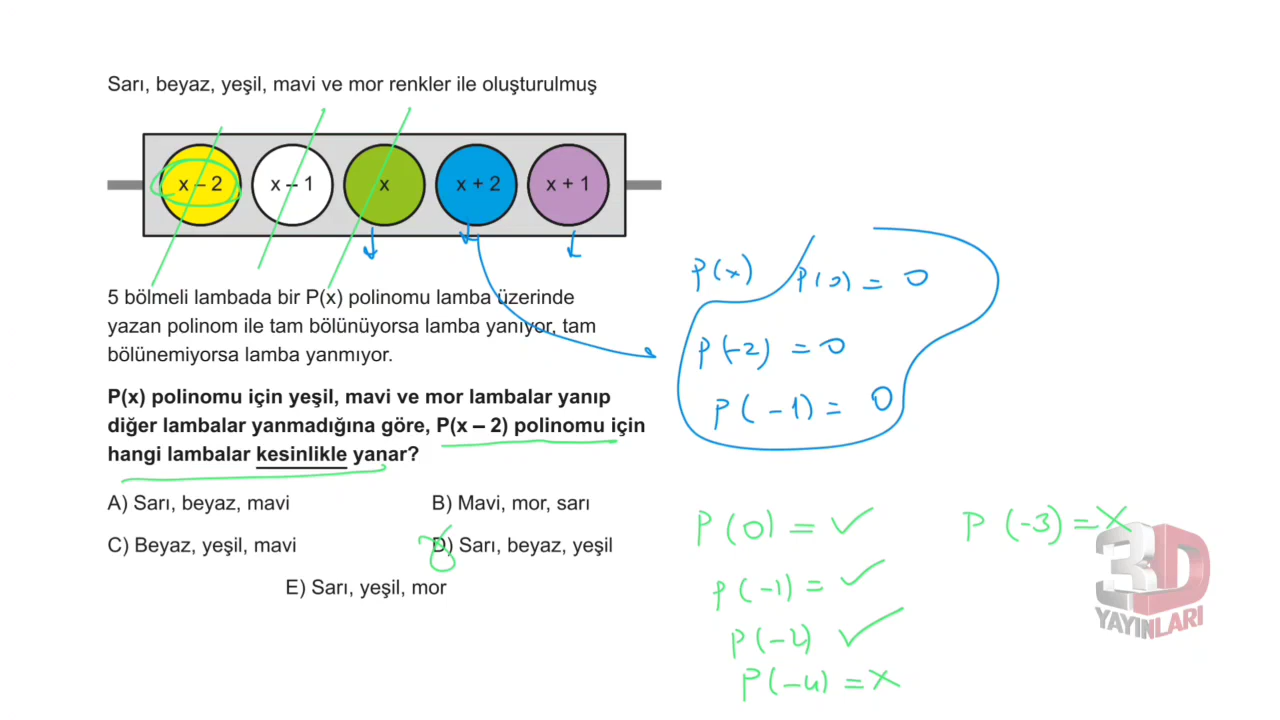 Sarı, beyaz, yeşil, mavi ve mor renkler ile oluşturulmuş
x – 2 x – 1 x x + 2 x + 1
5 bölmeli lambada bir P(x) polinomu lamba üzerinde
yazan polinom ile tam bölünüyorsa lamba yanıyor, tam
bölünemiyorsa lamba yanmıyor.
P(x) polinomu için yeşil, mavi ve mor lambalar yanıp
diğer lambalar yanmadığına göre, P(x – 2) polinomu için
hangi lambalar kesinlikle yanar?
A) Sarı, beyaz, mavi B) Mavi, mor, sarı
C) Beyaz, yeşil, mavi D) Sarı, beyaz, yeşil
E) Sarı, yeşil, mor
P(x) P(0) = 0
P(-2) = 0
P(-1) = 0
P(0) = ✓ P(-3) = X
P(-1) = ✓
P(-2) ✓
P(-4) = X
3D
YAYINLARI